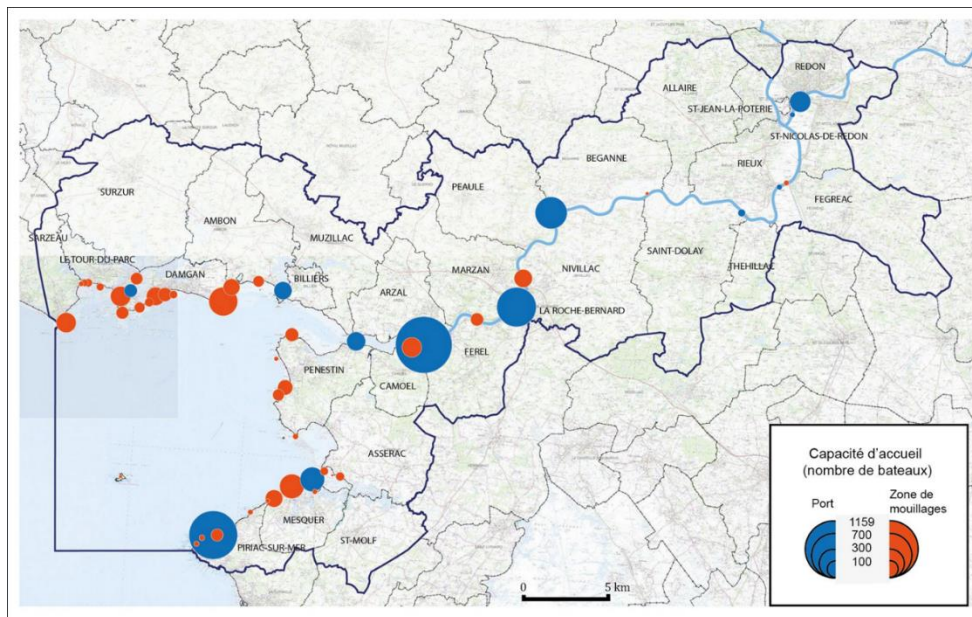 REDON
ALLAIRE
ST-JEAN-LA-POTERIE
ST-NICOLAS-DE-REDON
BEGANNE
RIEUX
PEAULE
SURZUR
FEGREAC
AMBON
SARZEAU
MUZILLAC
SAINT-DOLAY
LE TOUR-DU-PARC
THEHILLAC
DAMGAN
BILLIERS
MARZAN
NIVILLAC
ARZAL
LA ROCHE-BERNARD
FEREL
PENESTIN
CAMOEL
ASSERAC
MESQUER
ST-MOLF
PIRIAC-SUR-MER
0 5 km
Capacité d'accueil
(nombre de bateaux)
Port
Zone de
mouillages
1159
700
300
100